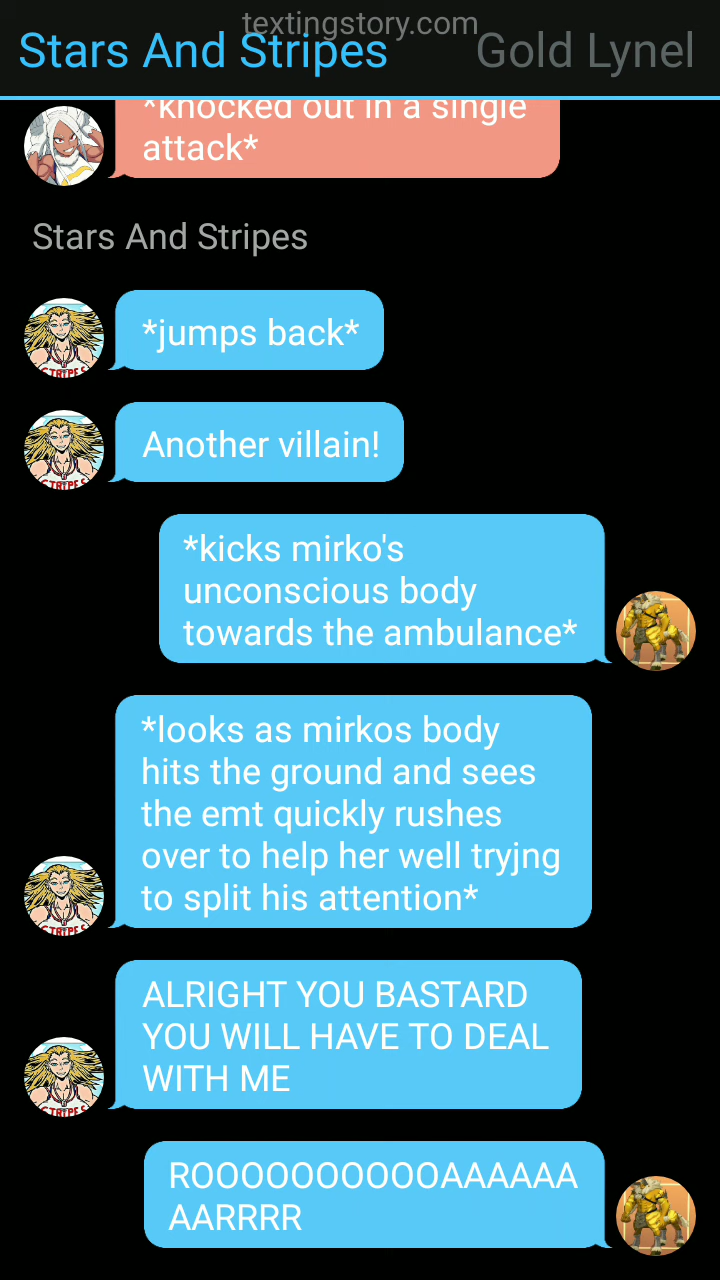 textingstory.com
Stars And Stripes Gold Lynel
*knocked out in a single
attack*
Stars And Stripes
*jumps back*
Another villain!
*kicks mirko's
unconscious body
towards the ambulance*
*looks as mirkos body
hits the ground and sees
the emt quickly rushes
over to help her well tryjng
to split his attention*
ALRIGHT YOU BASTARD
YOU WILL HAVE TO DEAL
WITH ME
ROOOOOOOOOOAAAAAA
AARRRR